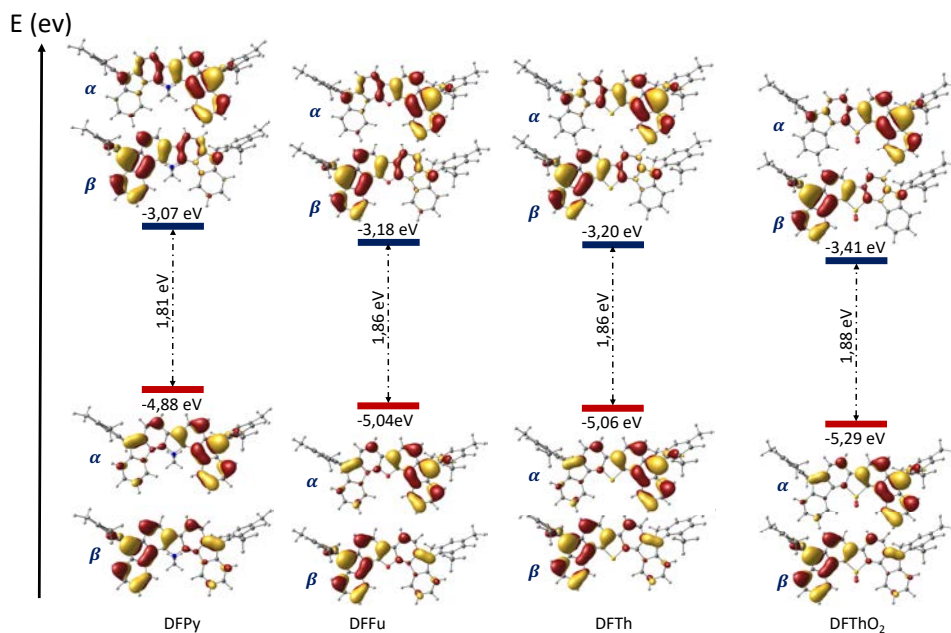 E (ev)
α
α
α
α
β
β
β
β
-3,07 eV
-3,18 eV
-3,20 eV
-3,41 eV
1,81 eV
1,86 eV
1,86 eV
1,88 eV
-4,88 eV
-5,04eV
-5,06 eV
-5,29 eV
α
α
α
α
β
β
β
β
DFPy
DFFu
DFTh
DFThO₂